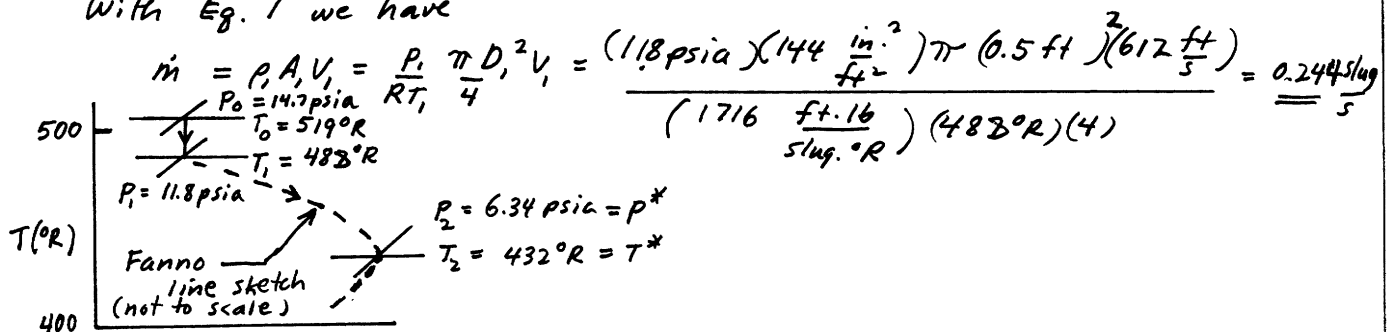 With Eq. 1 we have
ṁ = ρ₁A₁V₁ = P₁/RT₁ πD₁²/4 V₁ = (11.8 psia)(144 in.²/ft²)π(0.5 ft)²(612 ft/s) / (1716 ft.lb/slug.°R)(488°R)(4) = 0.244 slug/s
P₀ = 14.7 psia
500
T₀ = 519°R
T₁ = 488°R
P₁ = 11.8 psia
P₂ = 6.34 psia = P*
T(°R)
T₂ = 432°R = T*
Fanno
line sketch
(not to scale)
400